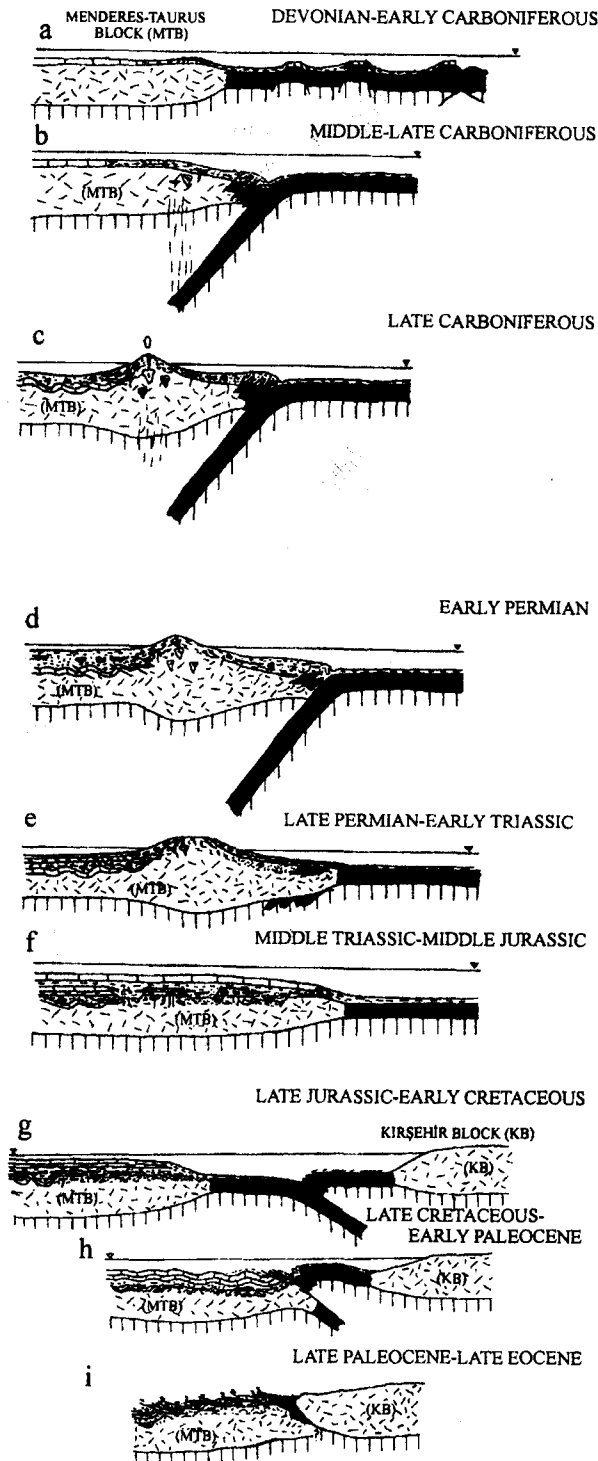 MENDERES-TAURUS
BLOCK (MTB)
DEVONIAN-EARLY CARBONIFEROUS
a
b
MIDDLE-LATE CARBONIFEROUS
(MTB)
LATE CARBONIFEROUS
c
(MTB)
EARLY PERMIAN
d
(MTB)
LATE PERMIAN-EARLY TRIASSIC
e
(MTB)
MIDDLE TRIASSIC-MIDDLE JURASSIC
f
(MTB)
LATE JURASSIC-EARLY CRETACEOUS
g
KIRŞEHİR BLOCK (KB)
(KB)
(MTB)
LATE CRETACEOUS-
EARLY PALEOCENE
h
(KB)
(MTB)
LATE PALEOCENE-LATE EOCENE
i
(KB)
(MTB)